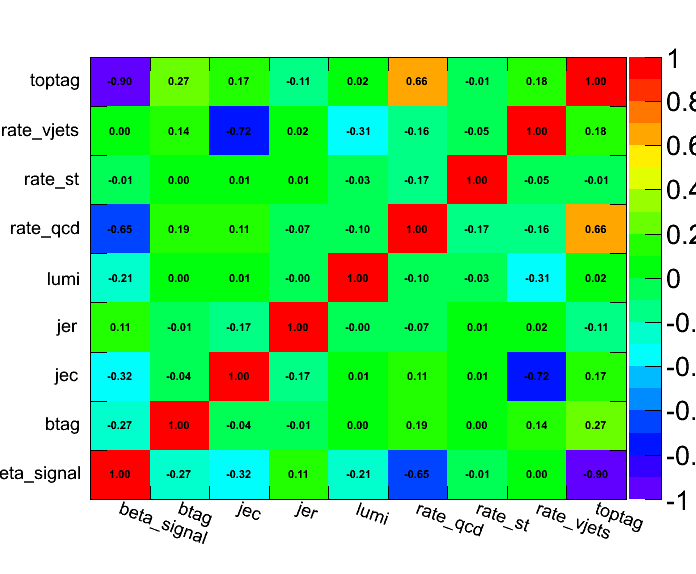 toptag -0.90 0.27 0.17 -0.11 0.02 0.66 -0.01 0.18 1.00
rate_vjets 0.00 0.14 -0.72 0.02 -0.31 -0.16 -0.05 1.00 0.18
rate_st -0.01 0.00 0.01 0.01 -0.03 -0.17 1.00 -0.05 -0.01
rate_qcd -0.65 0.19 0.11 -0.07 -0.10 1.00 -0.17 -0.16 0.66
lumi -0.21 0.00 0.01 -0.00 1.00 -0.10 -0.03 -0.31 0.02
jer 0.11 -0.01 -0.17 1.00 -0.00 -0.07 0.01 0.02 -0.11
jec -0.32 -0.04 1.00 -0.17 0.01 0.11 0.01 -0.72 0.17
btag -0.27 1.00 -0.04 -0.01 0.00 0.19 0.00 0.14 0.27
eta_signal 1.00 -0.27 -0.32 0.11 -0.21 -0.65 -0.01 0.00 -0.90
beta_signal btag jec jer lumi rate_qcd rate_st rate_vjets toptag
1
0.8
0.6
0.4
0.2
0
-0.
-0.
-0.
-0.
-1